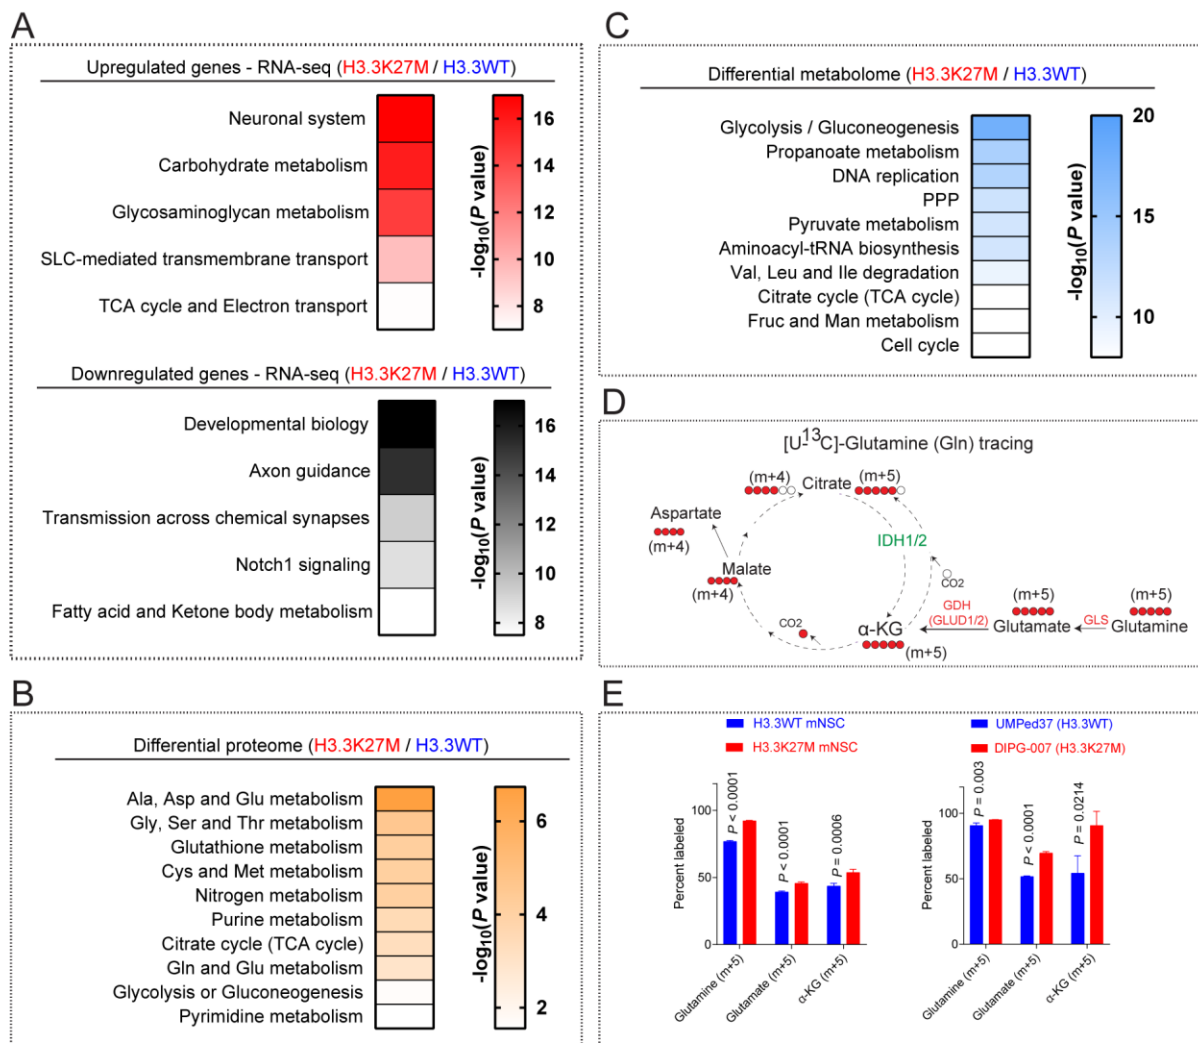 A
Upregulated genes - RNA-seq (H3.3K27M / H3.3WT)
Neuronal system
Carbohydrate metabolism
Glycosaminoglycan metabolism
SLC-mediated transmembrane transport
TCA cycle and Electron transport
16
14
12
10
8
-log10(P value)
Downregulated genes - RNA-seq (H3.3K27M / H3.3WT)
Developmental biology
Axon guidance
Transmission across chemical synapses
Notch1 signaling
Fatty acid and Ketone body metabolism
16
14
12
10
8
-log10(P value)
B
Differential proteome (H3.3K27M / H3.3WT)
Ala, Asp and Glu metabolism
Gly, Ser and Thr metabolism
Glutathione metabolism
Cys and Met metabolism
Nitrogen metabolism
Purine metabolism
Citrate cycle (TCA cycle)
Gln and Glu metabolism
Glycolysis or Gluconeogenesis
Pyrimidine metabolism
6
4
2
-log10(P value)
C
Differential metabolome (H3.3K27M / H3.3WT)
Glycolysis / Gluconeogenesis
Propanoate metabolism
DNA replication
PPP
Pyruvate metabolism
Aminoacyl-tRNA biosynthesis
Val, Leu and Ile degradation
Citrate cycle (TCA cycle)
Fruc and Man metabolism
Cell cycle
20
15
10
-log10(P value)
D
[U-13C]-Glutamine (Gln) tracing
(m+4)
Citrate
(m+5)
Aspartate
(m+4)
IDH1/2
Malate
(m+4)
CO2
CO2
α-KG
(m+5)
GDH
(GLUD1/2)
(m+5)
Glutamate
GLS
(m+5)
Glutamine
E
H3.3WT mNSC
H3.3K27M mNSC
Percent labeled
100
50
0
P < 0.0001
P < 0.0001
P = 0.0006
Glutamine (m+5)
Glutamate (m+5)
α-KG (m+5)
UMPed37 (H3.3WT)
DIPG-007 (H3.3K27M)
Percent labeled
100
50
0
P = 0.003
P < 0.0001
P = 0.0214
Glutamine (m+5)
Glutamate (m+5)
α-KG (m+5)